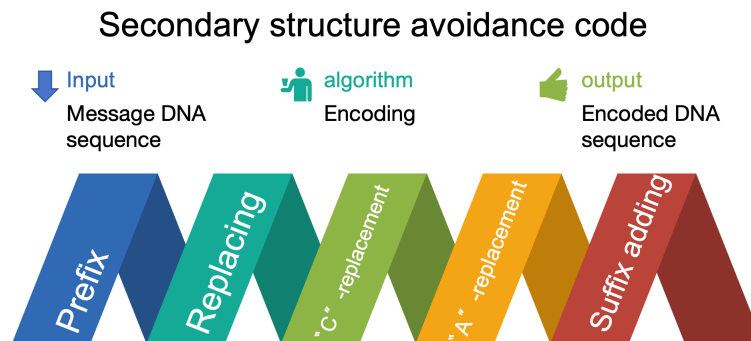 Secondary structure avoidance code
Input
Message DNA
sequence
algorithm
Encoding
output
Encoded DNA
sequence
Prefix
Replacing
“C” -replacement
“A” -replacement
Suffix adding